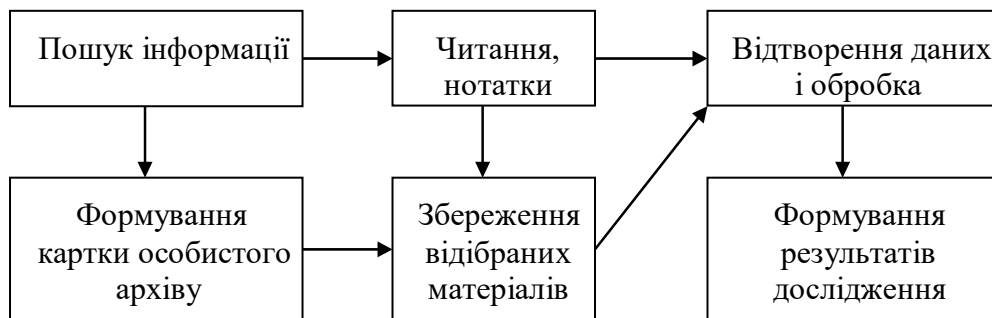 Пошук інформації
Читання,
нотатки
Відтворення даних
і обробка
Формування
картки особистого
архіву
Збереження
відібраних
матеріалів
Формування
результатів
дослідження